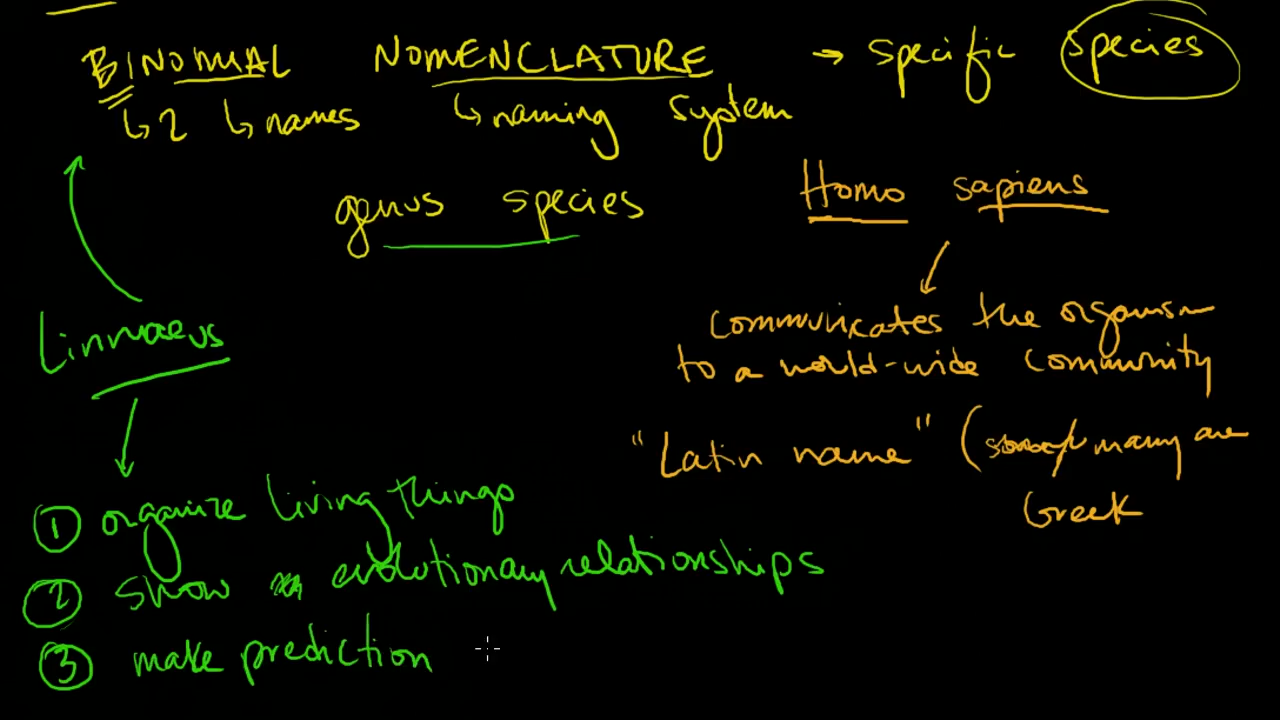 BINOMIAL NOMENCLATURE → specific species
↳ 2 ↳ names ↳ naming system
genus species
Homo sapiens
communicates the organism
to a world-wide community
"Latin name" (some/many are
Greek
Linnaeus
① organize living things
② show evolutionary relationships
③ make prediction